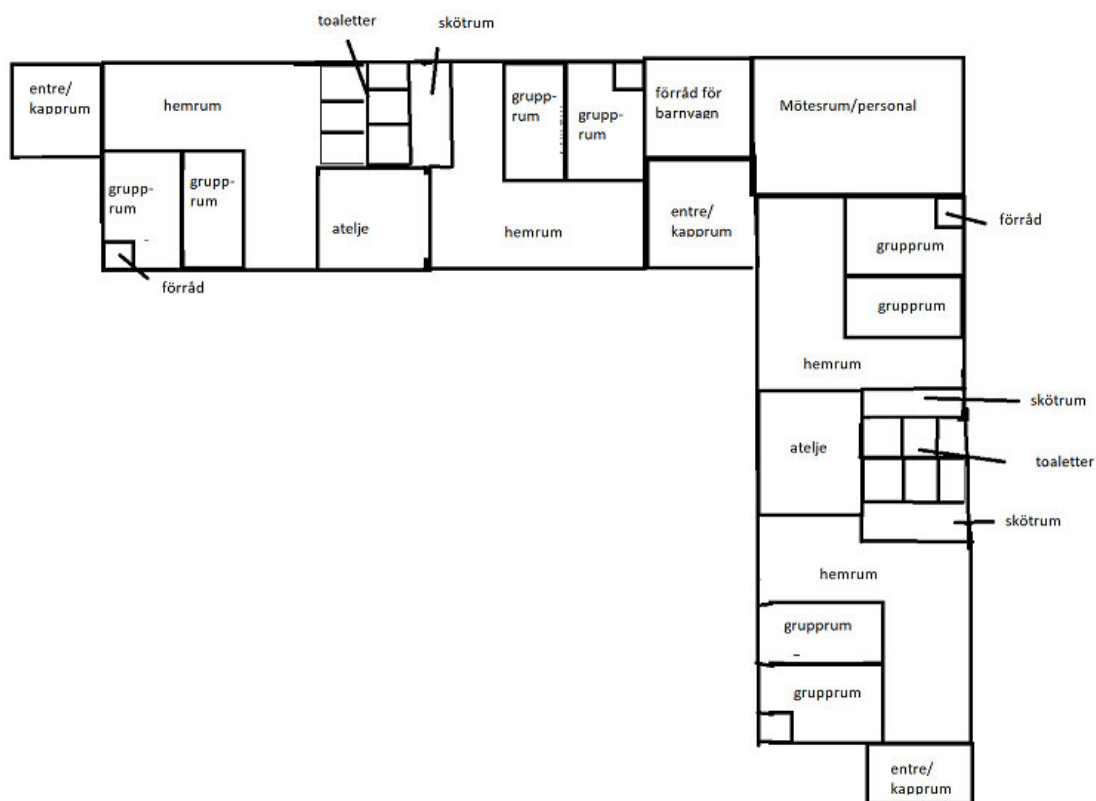 toaletter
skötrum
entre/
kapprum
hemrum
grupp-
rum
grupp-
rum
förråd för
barnvagn
Mötesrum/personal
grupp-
rum
grupp-
rum
atelje
hemrum
entre/
kapprum
förråd
förråd
grupprum
grupprum
hemrum
skötrum
atelje
toaletter
skötrum
hemrum
grupprum
grupprum
entre/
kapprum